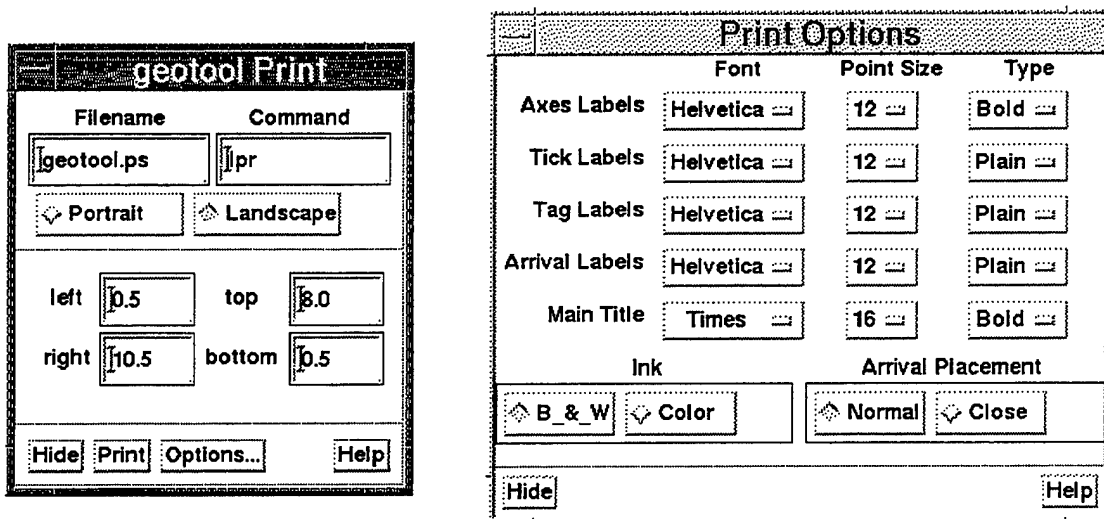 geotool Print
Filename Command
geotool.ps lpr
Portrait Landscape
left 0.5 top 8.0
right 10.5 bottom 0.5
Hide Print Options... Help
Print Options
Font Point Size Type
Axes Labels Helvetica 12 Bold
Tick Labels Helvetica 12 Plain
Tag Labels Helvetica 12 Plain
Arrival Labels Helvetica 12 Plain
Main Title Times 16 Bold
Ink Arrival Placement
B_&_W Color Normal Close
Hide Help